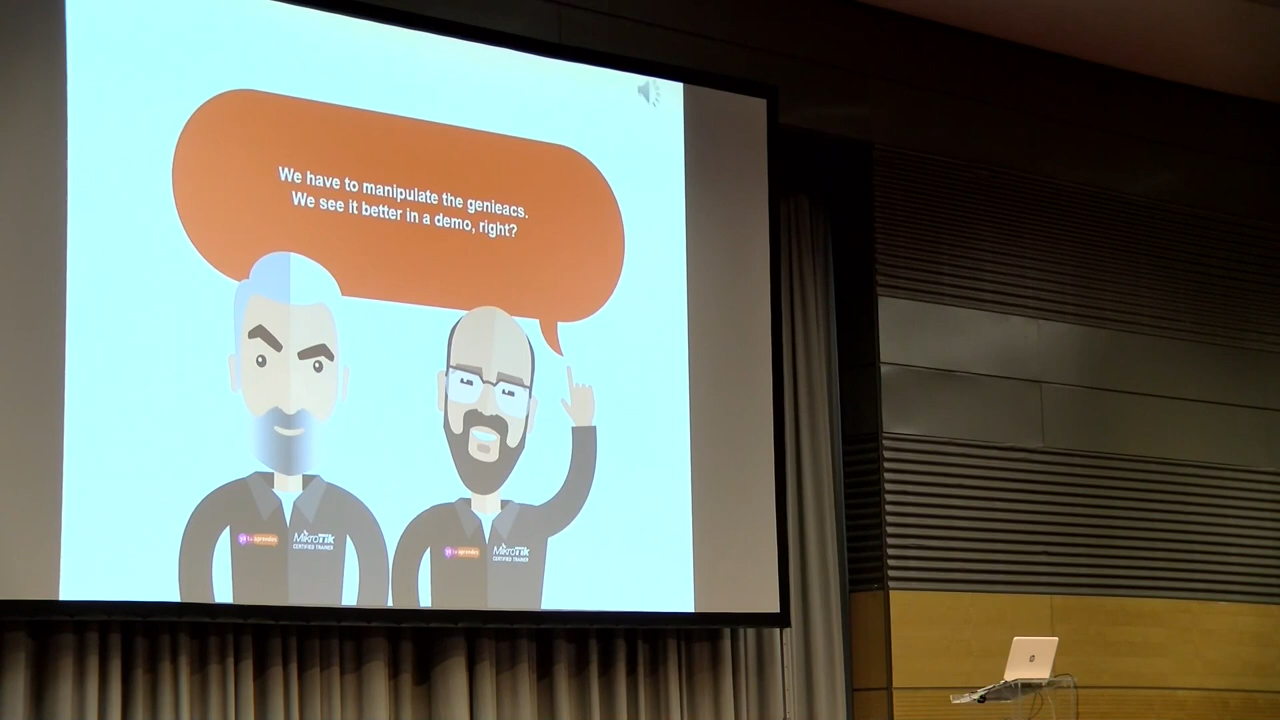 We have to manipulate the genieacs.
We see it better in a demo, right?
MikroTik
CERTIFIED TRAINER
MikroTik
CERTIFIED TRAINER